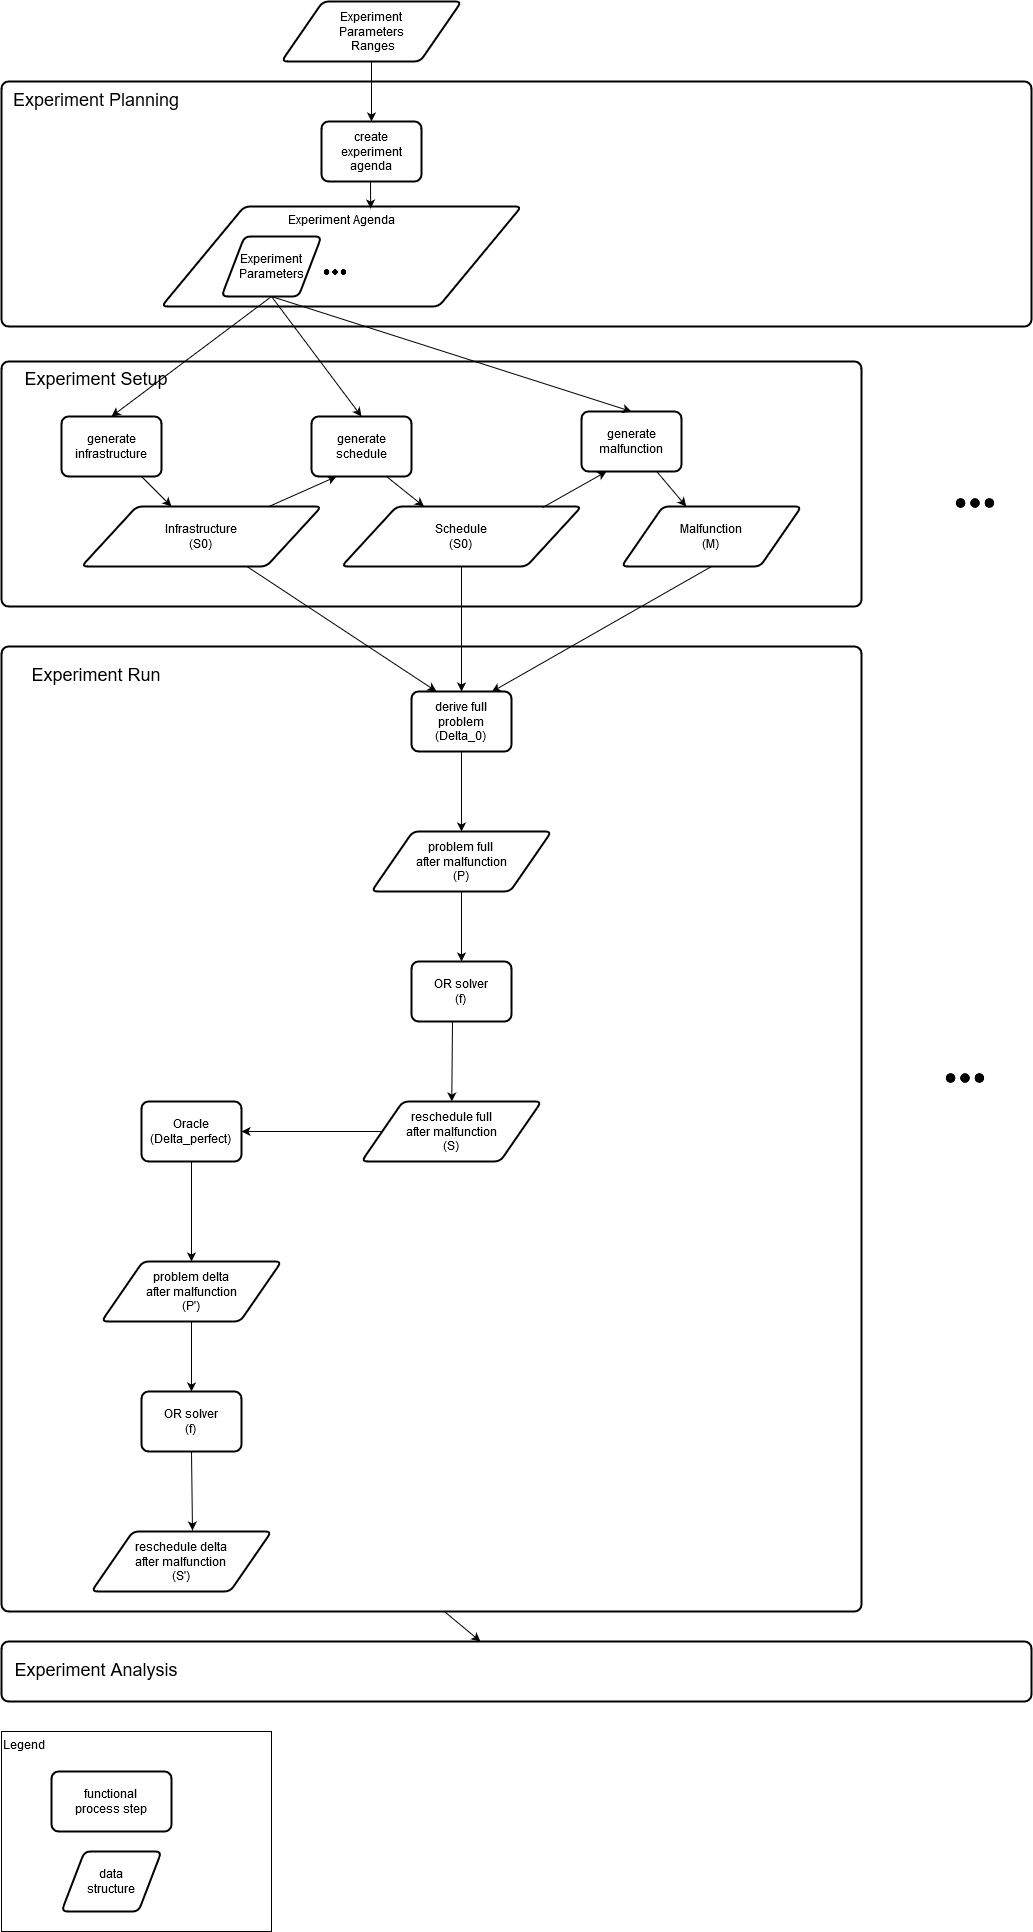 Experiment
Parameters
Ranges
Experiment Planning
create
experiment
agenda
Experiment Agenda
Experiment
Parameters
Experiment Setup
generate
infrastructure
generate
schedule
generate
malfunction
Infrastructure
(S0)
Schedule
(S0)
Malfunction
(M)
Experiment Run
derive full
problem
(Delta_0)
problem full
after malfunction
(P)
OR solver
(f)
reschedule full
after malfunction
(S)
Oracle
(Delta_perfect)
problem delta
after malfunction
(P')
OR solver
(f)
reschedule delta
after malfunction
(S')
Experiment Analysis
Legend
functional
process step
data
structure